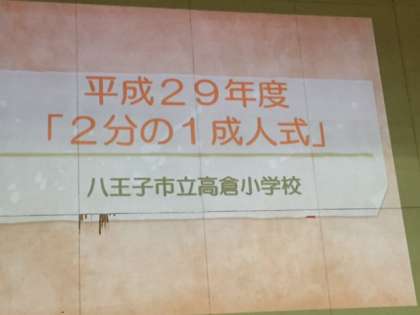 平成２９年度
「２分の１成人式」
八王子市立高倉小学校